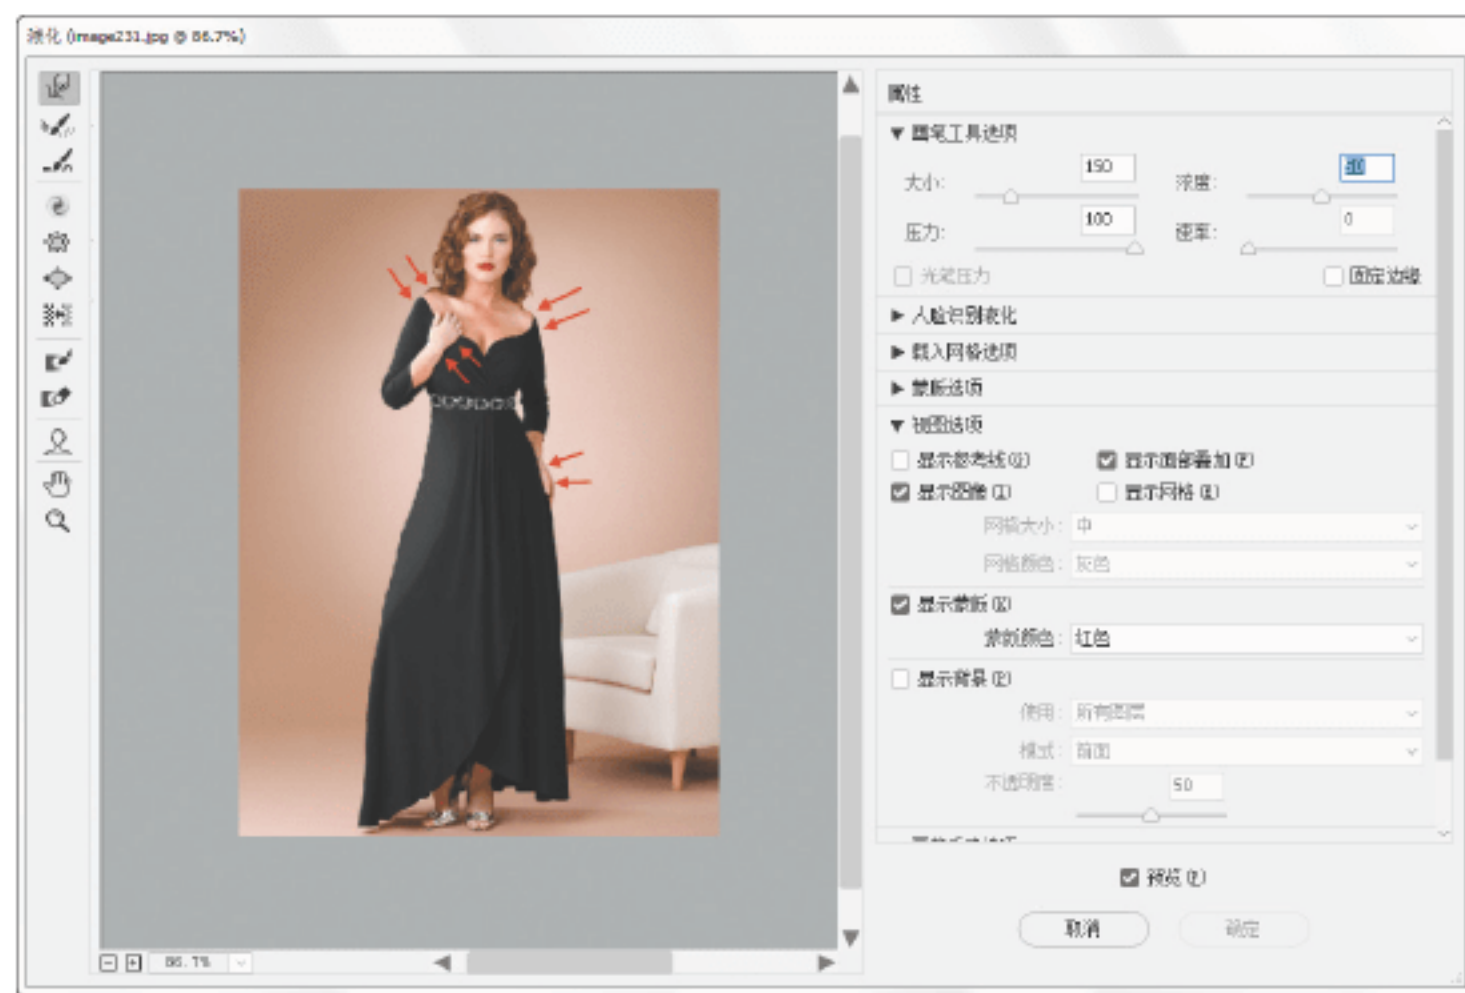 液化 (image231.jpg @ 86.7%)
属性
画笔工具选项
大小: 150 浓度:
压力: 100 速率: 0
光笔压力 固定边缘
人脸识别液化
载入网格选项
蒙版选项
视图选项
显示参考线(G) 显示面部叠加(F)
显示图像(I) 显示网格(E)
网格大小: 中
网格颜色: 灰色
显示蒙版(K)
蒙版颜色: 红色
显示背景(P)
使用: 所有图层
模式: 前面
不透明度: 50
预览(P)
取消 确定
86.7%